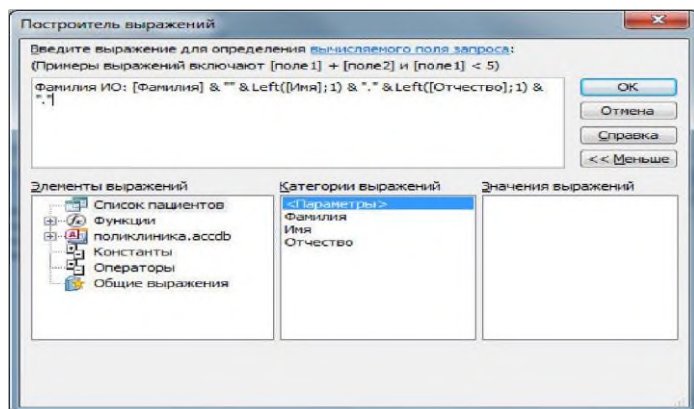 Построитель выражений
Введите выражение для определения вычисляемого поля запроса:
(Примеры выражений включают [поле1] + [поле2] и [поле1] < 5)
Фамилия ИО: [Фамилия] & "" & Left([Имя];1) & "." & Left([Отчество];1) &
"."
ОК
Отмена
Справка
<< Меньше
Элементы выражений
Категории выражений
Значения выражений
Список пациентов
Функции
поликлиника.accdb
Константы
Операторы
Общие выражения
<Параметры>
Фамилия
Имя
Отчество